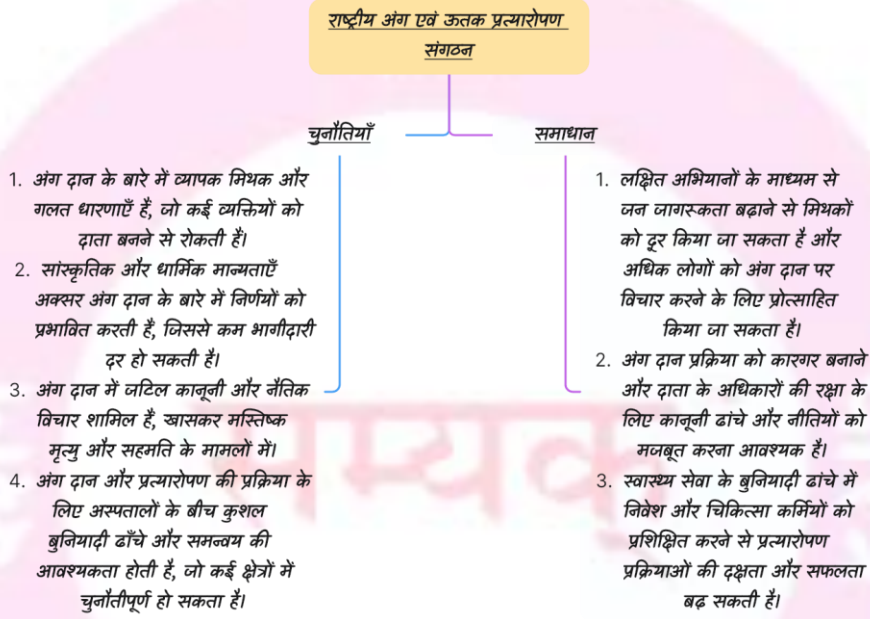 राष्ट्रीय अंग एवं ऊतक प्रत्यारोपण
संगठन
चुनौतियाँ
1. अंग दान के बारे में व्यापक मिथक और
गलत धारणाएँ हैं, जो कई व्यक्तियों को
दाता बनने से रोकती हैं।
2. सांस्कृतिक और धार्मिक मान्यताएँ
अक्सर अंग दान के बारे में निर्णयों को
प्रभावित करती हैं, जिससे कम भागीदारी
दर हो सकती है।
3. अंग दान में जटिल कानूनी और नैतिक
विचार शामिल हैं, खासकर मस्तिष्क
मृत्यु और सहमति के मामलों में।
4. अंग दान और प्रत्यारोपण की प्रक्रिया के
लिए अस्पतालों के बीच कुशल
बुनियादी ढाँचे और समन्वय की
आवश्यकता होती है, जो कई क्षेत्रों में
चुनौतीपूर्ण हो सकता है।
समाधान
1. लक्षित अभियानों के माध्यम से
जन जागरूकता बढ़ाने से मिथकों
को दूर किया जा सकता है और
अधिक लोगों को अंग दान पर
विचार करने के लिए प्रोत्साहित
किया जा सकता है।
2. अंग दान प्रक्रिया को कारगर बनाने
और दाता के अधिकारों की रक्षा के
लिए कानूनी ढांचे और नीतियों को
मजबूत करना आवश्यक है।
3. स्वास्थ्य सेवा के बुनियादी ढांचे में
निवेश और चिकित्सा कर्मियों को
प्रशिक्षित करने से प्रत्यारोपण
प्रक्रियाओं की दक्षता और सफलता
बढ़ सकती है।
सम्यक